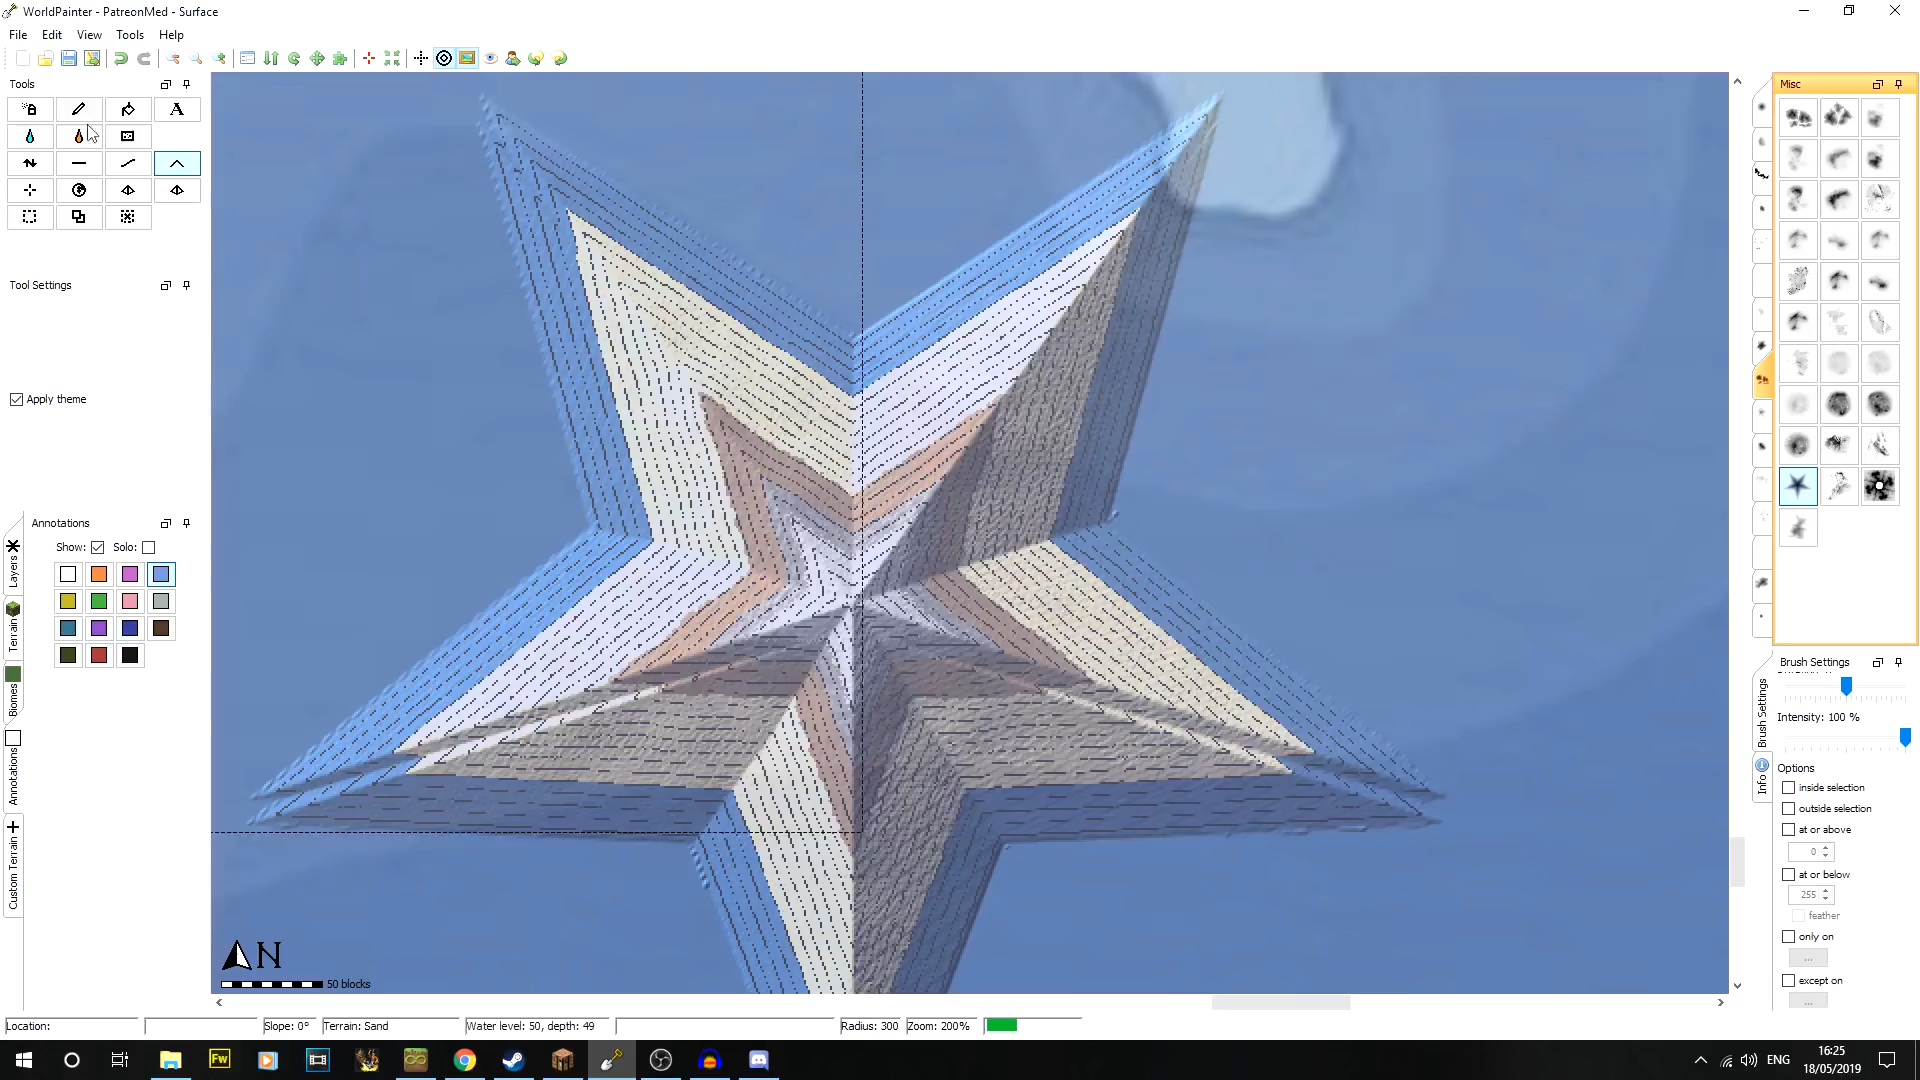 WorldPainter - PatreonMed - Surface
File Edit View Tools Help
Tools
A
Tool Settings
Apply theme
Annotations
Show: Solo:
Layers
Terrain
Biomes
Annotations
Custom Terrain
N
50 blocks
Misc
Brush Settings
Brush Settings
Info
Intensity: 100 %
Options
inside selection
outside selection
at or above
0
at or below
255
feather
only on
...
except on
...
Location: Slope: 0° Terrain: Sand Water level: 50, depth: 49 Radius: 300 Zoom: 200%
Fw
ENG
16:25
18/05/2019